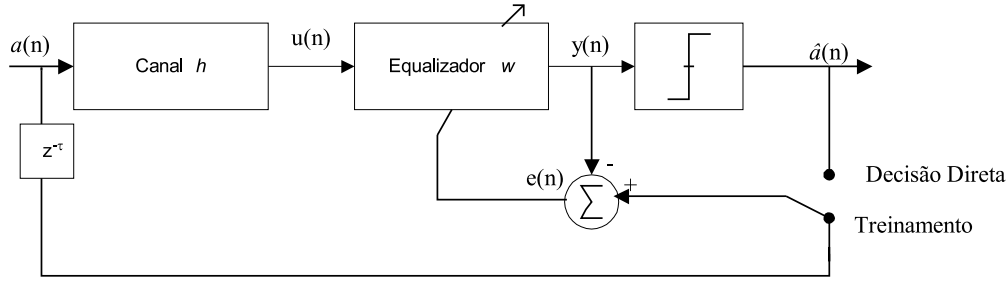 a(n)
Canal h
u(n)
Equalizador w
y(n)
â(n)
z-τ
e(n)
-
+
Σ
Decisão Direta
Treinamento